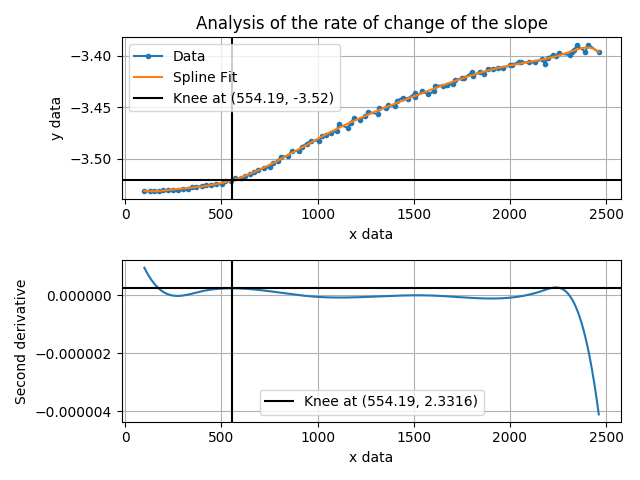 Analysis of the rate of change of the slope
y data
−3.40
−3.45
−3.50
Data
Spline Fit
Knee at (554.19, -3.52)
0
500
1000
1500
2000
2500
x data
Second derivative
0.000000
−0.000002
−0.000004
Knee at (554.19, 2.3316)
0
500
1000
1500
2000
2500
x data